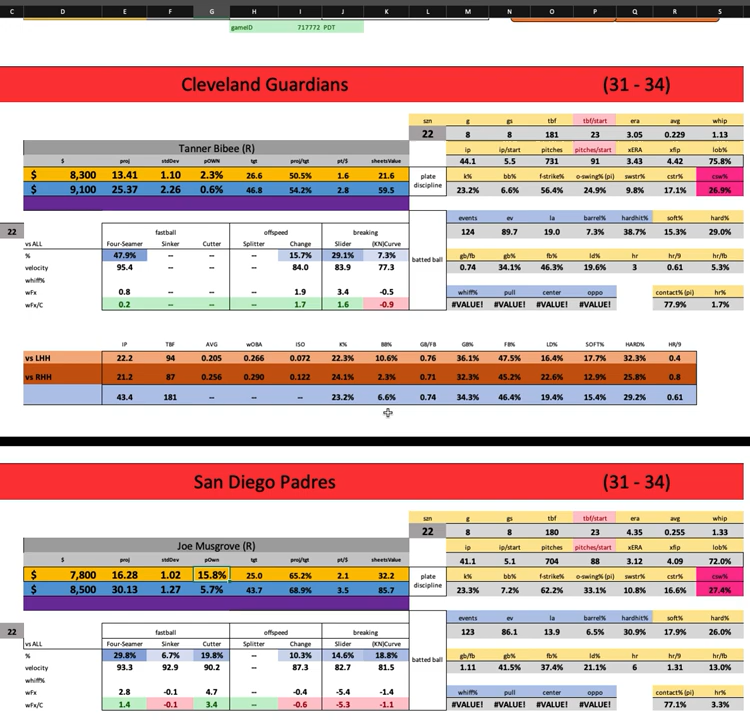 C D E F G H I J K L M N O P Q R S
gameID 717772 PDT
Cleveland Guardians (31 - 34)
szn g gs tbf tbf/start era avg whip
22 8 8 181 23 3.05 0.229 1.13
Tanner Bibee (R) ip ip/start pitches pitches/start xERA xfip lob%
44.1 5.5 731 91 3.43 4.42 75.8%
$ proj stdDev pOWN tgt proj/tgt pt/$ sheetsValue
$ 8,300 13.41 1.10 2.3% 26.6 50.5% 1.6 21.6 plate discipline k% bb% f-strike% o-swing% (pi) swstr% cstr% csw%
$ 9,100 25.37 2.26 0.6% 46.8 54.2% 2.8 59.5 23.2% 6.6% 56.4% 24.9% 9.8% 17.1% 26.9%
events ev la barrel% hardhit% soft% hard%
22 fastball offspeed breaking 124 89.7 19.0 7.3% 38.7% 15.3% 29.0%
vs ALL Four-Seamer Sinker Cutter Splitter Change Slider (KN)Curve batted ball
% 47.9% -- -- -- 15.7% 29.1% 7.3% gb/fb gb% fb% ld% hr hr/9 hr/fb
velocity 95.4 -- -- -- 84.0 83.9 77.3 0.74 34.1% 46.3% 19.6% 3 0.61 5.3%
whiff%
wFx 0.8 -- -- -- 1.9 3.4 -0.5 whiff% pull center oppo contact% (pi) hr%
wFx/C 0.2 -- -- -- 1.7 1.6 -0.9 #VALUE! #VALUE! #VALUE! #VALUE! 77.9% 1.7%
IP TBF AVG wOBA ISO K% BB% GB/FB GB% FB% LD% SOFT% HARD% HR/9
vs LHH 22.2 94 0.205 0.266 0.072 22.3% 10.6% 0.76 36.1% 47.5% 16.4% 17.7% 32.3% 0.4
vs RHH 21.2 87 0.256 0.290 0.122 24.1% 2.3% 0.71 32.3% 45.2% 22.6% 12.9% 25.8% 0.8
43.4 181 -- -- -- 23.2% 6.6% 0.74 34.3% 46.4% 19.4% 15.4% 29.2% 0.61
San Diego Padres (31 - 34)
szn g gs tbf tbf/start era avg whip
22 8 8 180 23 4.35 0.255 1.33
Joe Musgrove (R) ip ip/start pitches pitches/start xERA xfip lob%
41.1 5.1 704 88 3.12 4.09 72.0%
$ proj stdDev pOwn tgt proj/tgt pt/$ sheetsValue
$ 7,800 16.28 1.02 15.8% 25.0 65.2% 2.1 32.2 plate discipline k% bb% f-strike% o-swing% (pi) swstr% cstr% csw%
$ 8,500 30.13 1.27 5.7% 43.7 68.9% 3.5 85.7 23.3% 7.2% 62.2% 33.1% 10.8% 16.6% 27.4%
events ev la barrel% hardhit% soft% hard%
22 fastball offspeed breaking 123 86.1 13.9 6.5% 30.9% 17.9% 26.0%
vs ALL Four-Seamer Sinker Cutter Splitter Change Slider (KN)Curve batted ball
% 29.8% 6.7% 19.8% -- 10.3% 14.6% 18.8% gb/fb gb% fb% ld% hr hr/9 hr/fb
velocity 93.3 92.9 90.2 -- 87.3 82.7 81.5 1.11 41.5% 37.4% 21.1% 6 1.31 13.0%
whiff%
wFx 2.8 -0.1 4.7 -- -0.4 -5.4 -1.4 whiff% pull center oppo contact% (pi) hr%
wFx/C 1.4 -0.1 3.4 -- -0.6 -5.3 -1.1 #VALUE! #VALUE! #VALUE! #VALUE! 77.1% 3.3%